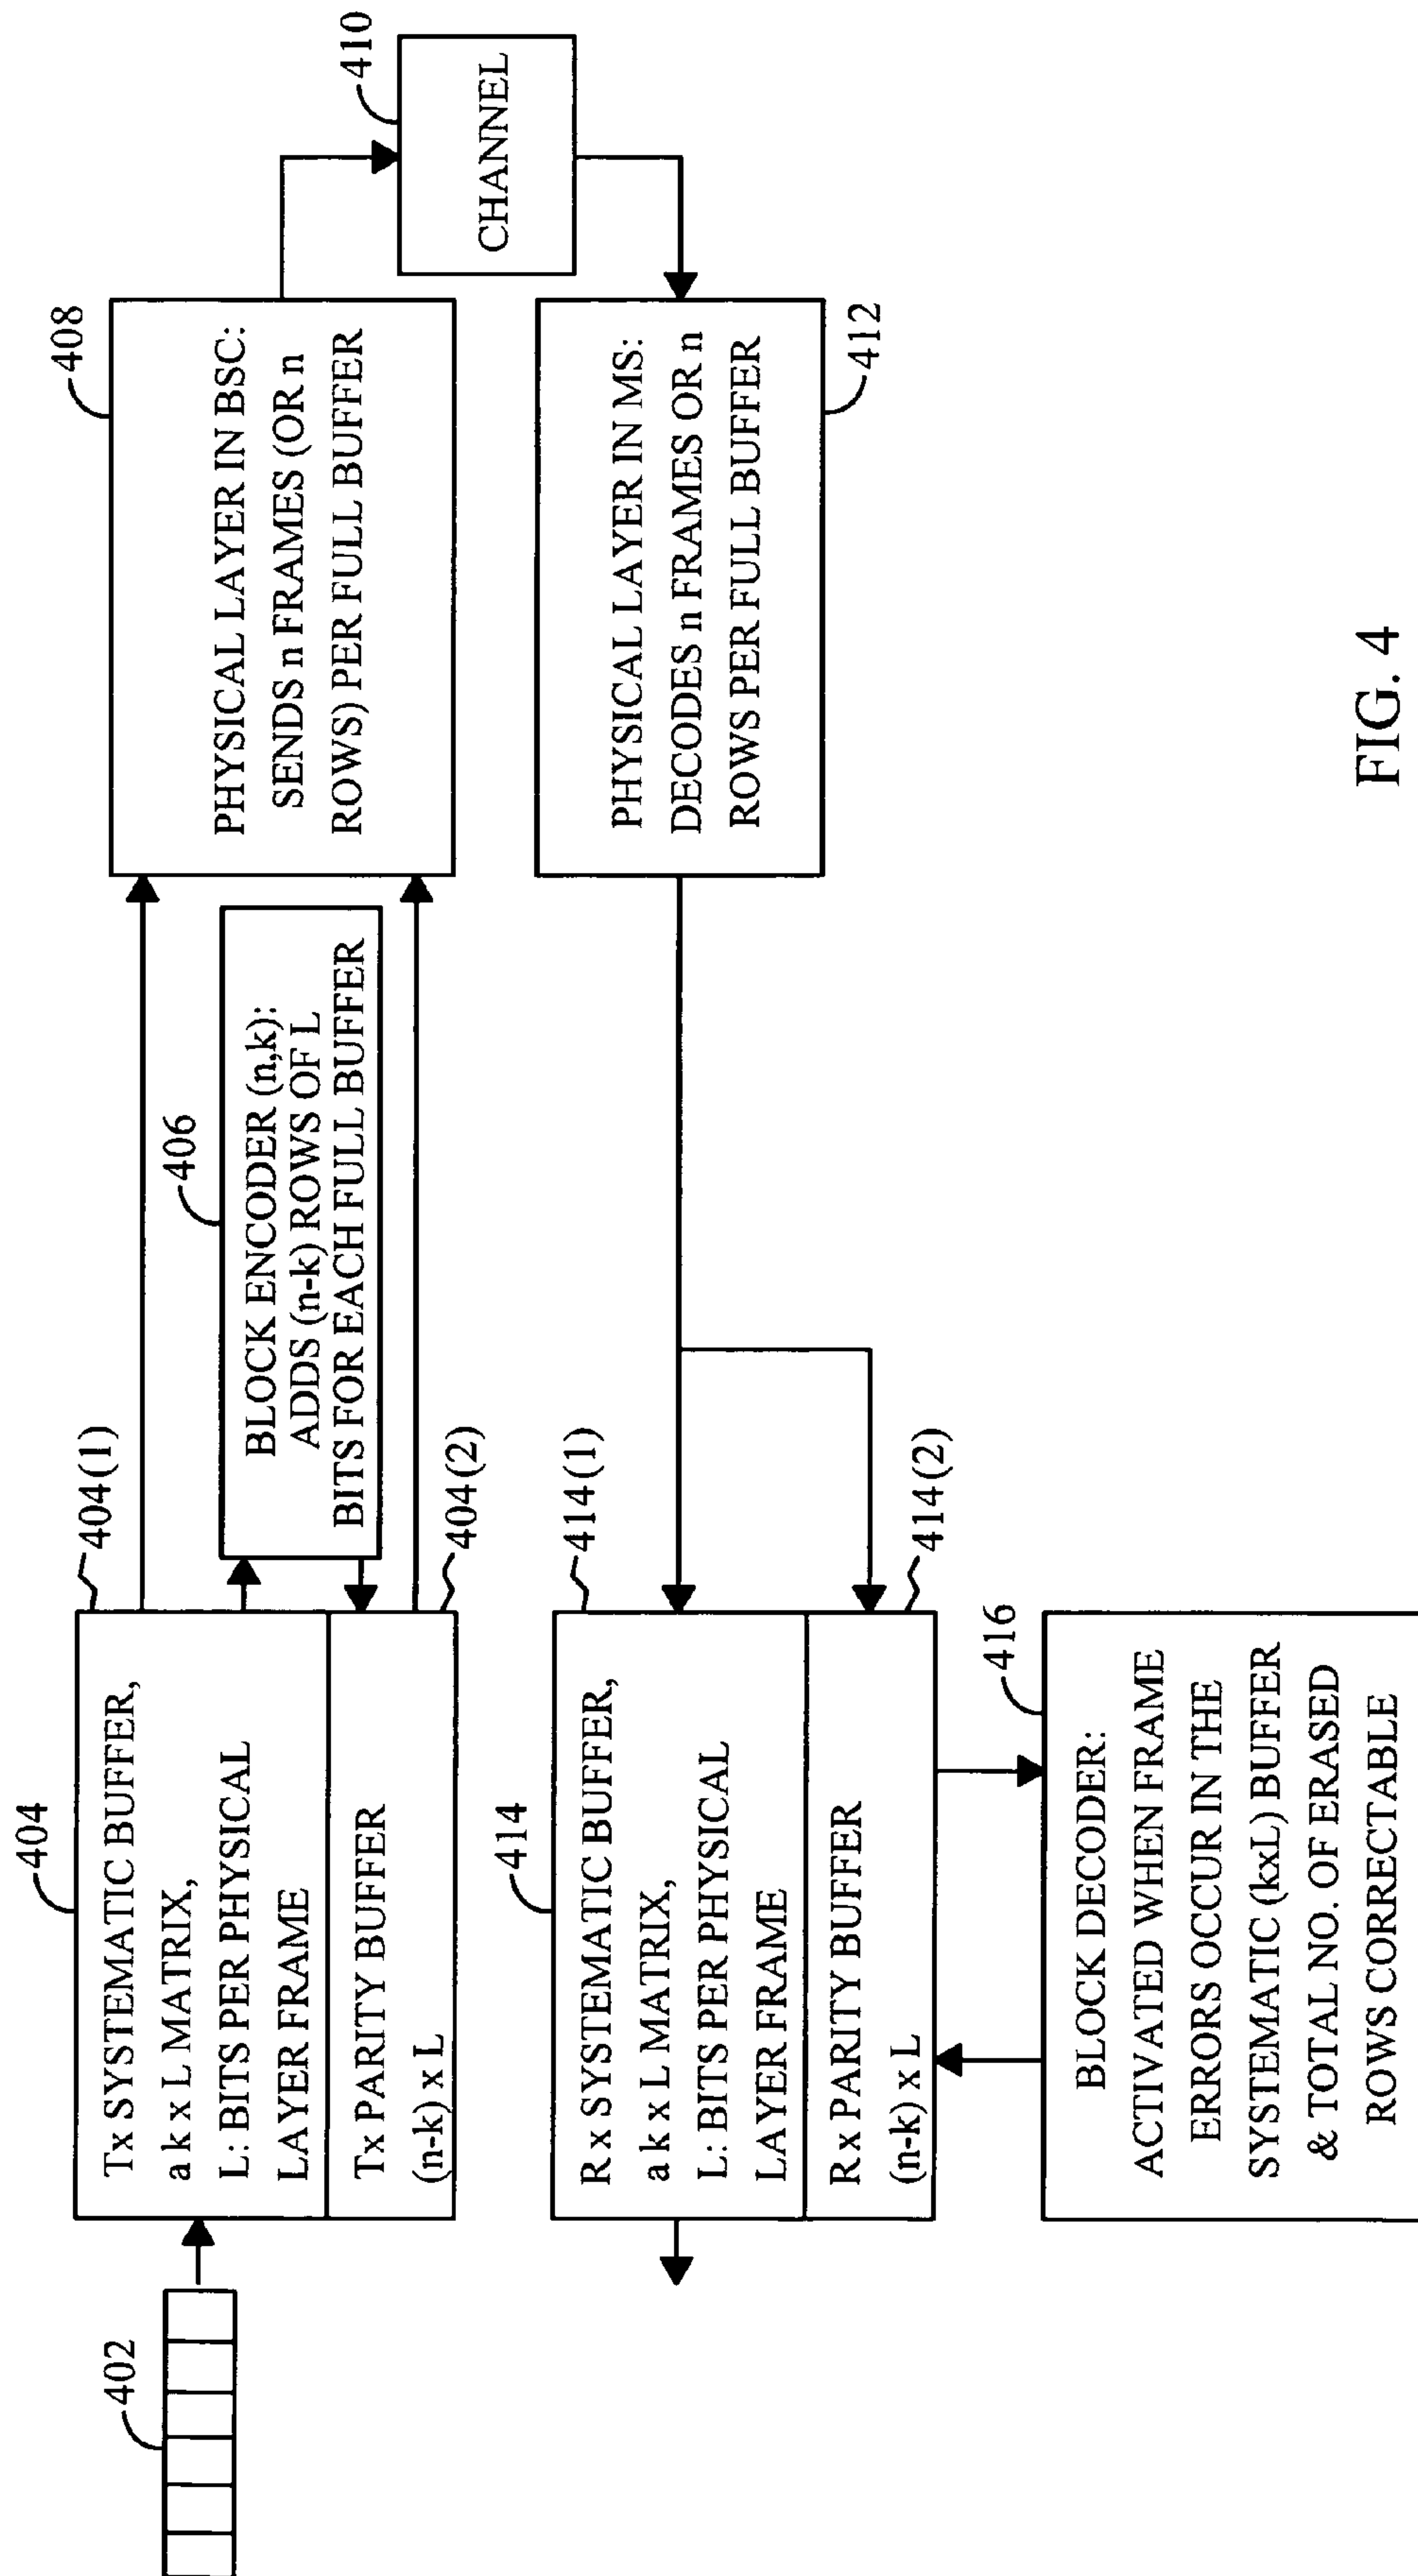 402
404
Tx SYSTEMATIC BUFFER,
a k x L MATRIX,
L: BITS PER PHYSICAL
LAYER FRAME
404(1)
Tx PARITY BUFFER
(n-k) x L
404(2)
406
BLOCK ENCODER (n,k):
ADDS (n-k) ROWS OF L
BITS FOR EACH FULL BUFFER
408
PHYSICAL LAYER IN BSC:
SENDS n FRAMES (OR n
ROWS) PER FULL BUFFER
410
CHANNEL
414
Rx SYSTEMATIC BUFFER,
a k x L MATRIX,
L: BITS PER PHYSICAL
LAYER FRAME
414(1)
Rx PARITY BUFFER
(n-k) x L
414(2)
PHYSICAL LAYER IN MS:
DECODES n FRAMES OR n
ROWS PER FULL BUFFER
412
416
BLOCK DECODER:
ACTIVATED WHEN FRAME
ERRORS OCCUR IN THE
SYSTEMATIC (kxL) BUFFER
& TOTAL NO. OF ERASED
ROWS CORRECTABLE
FIG. 4